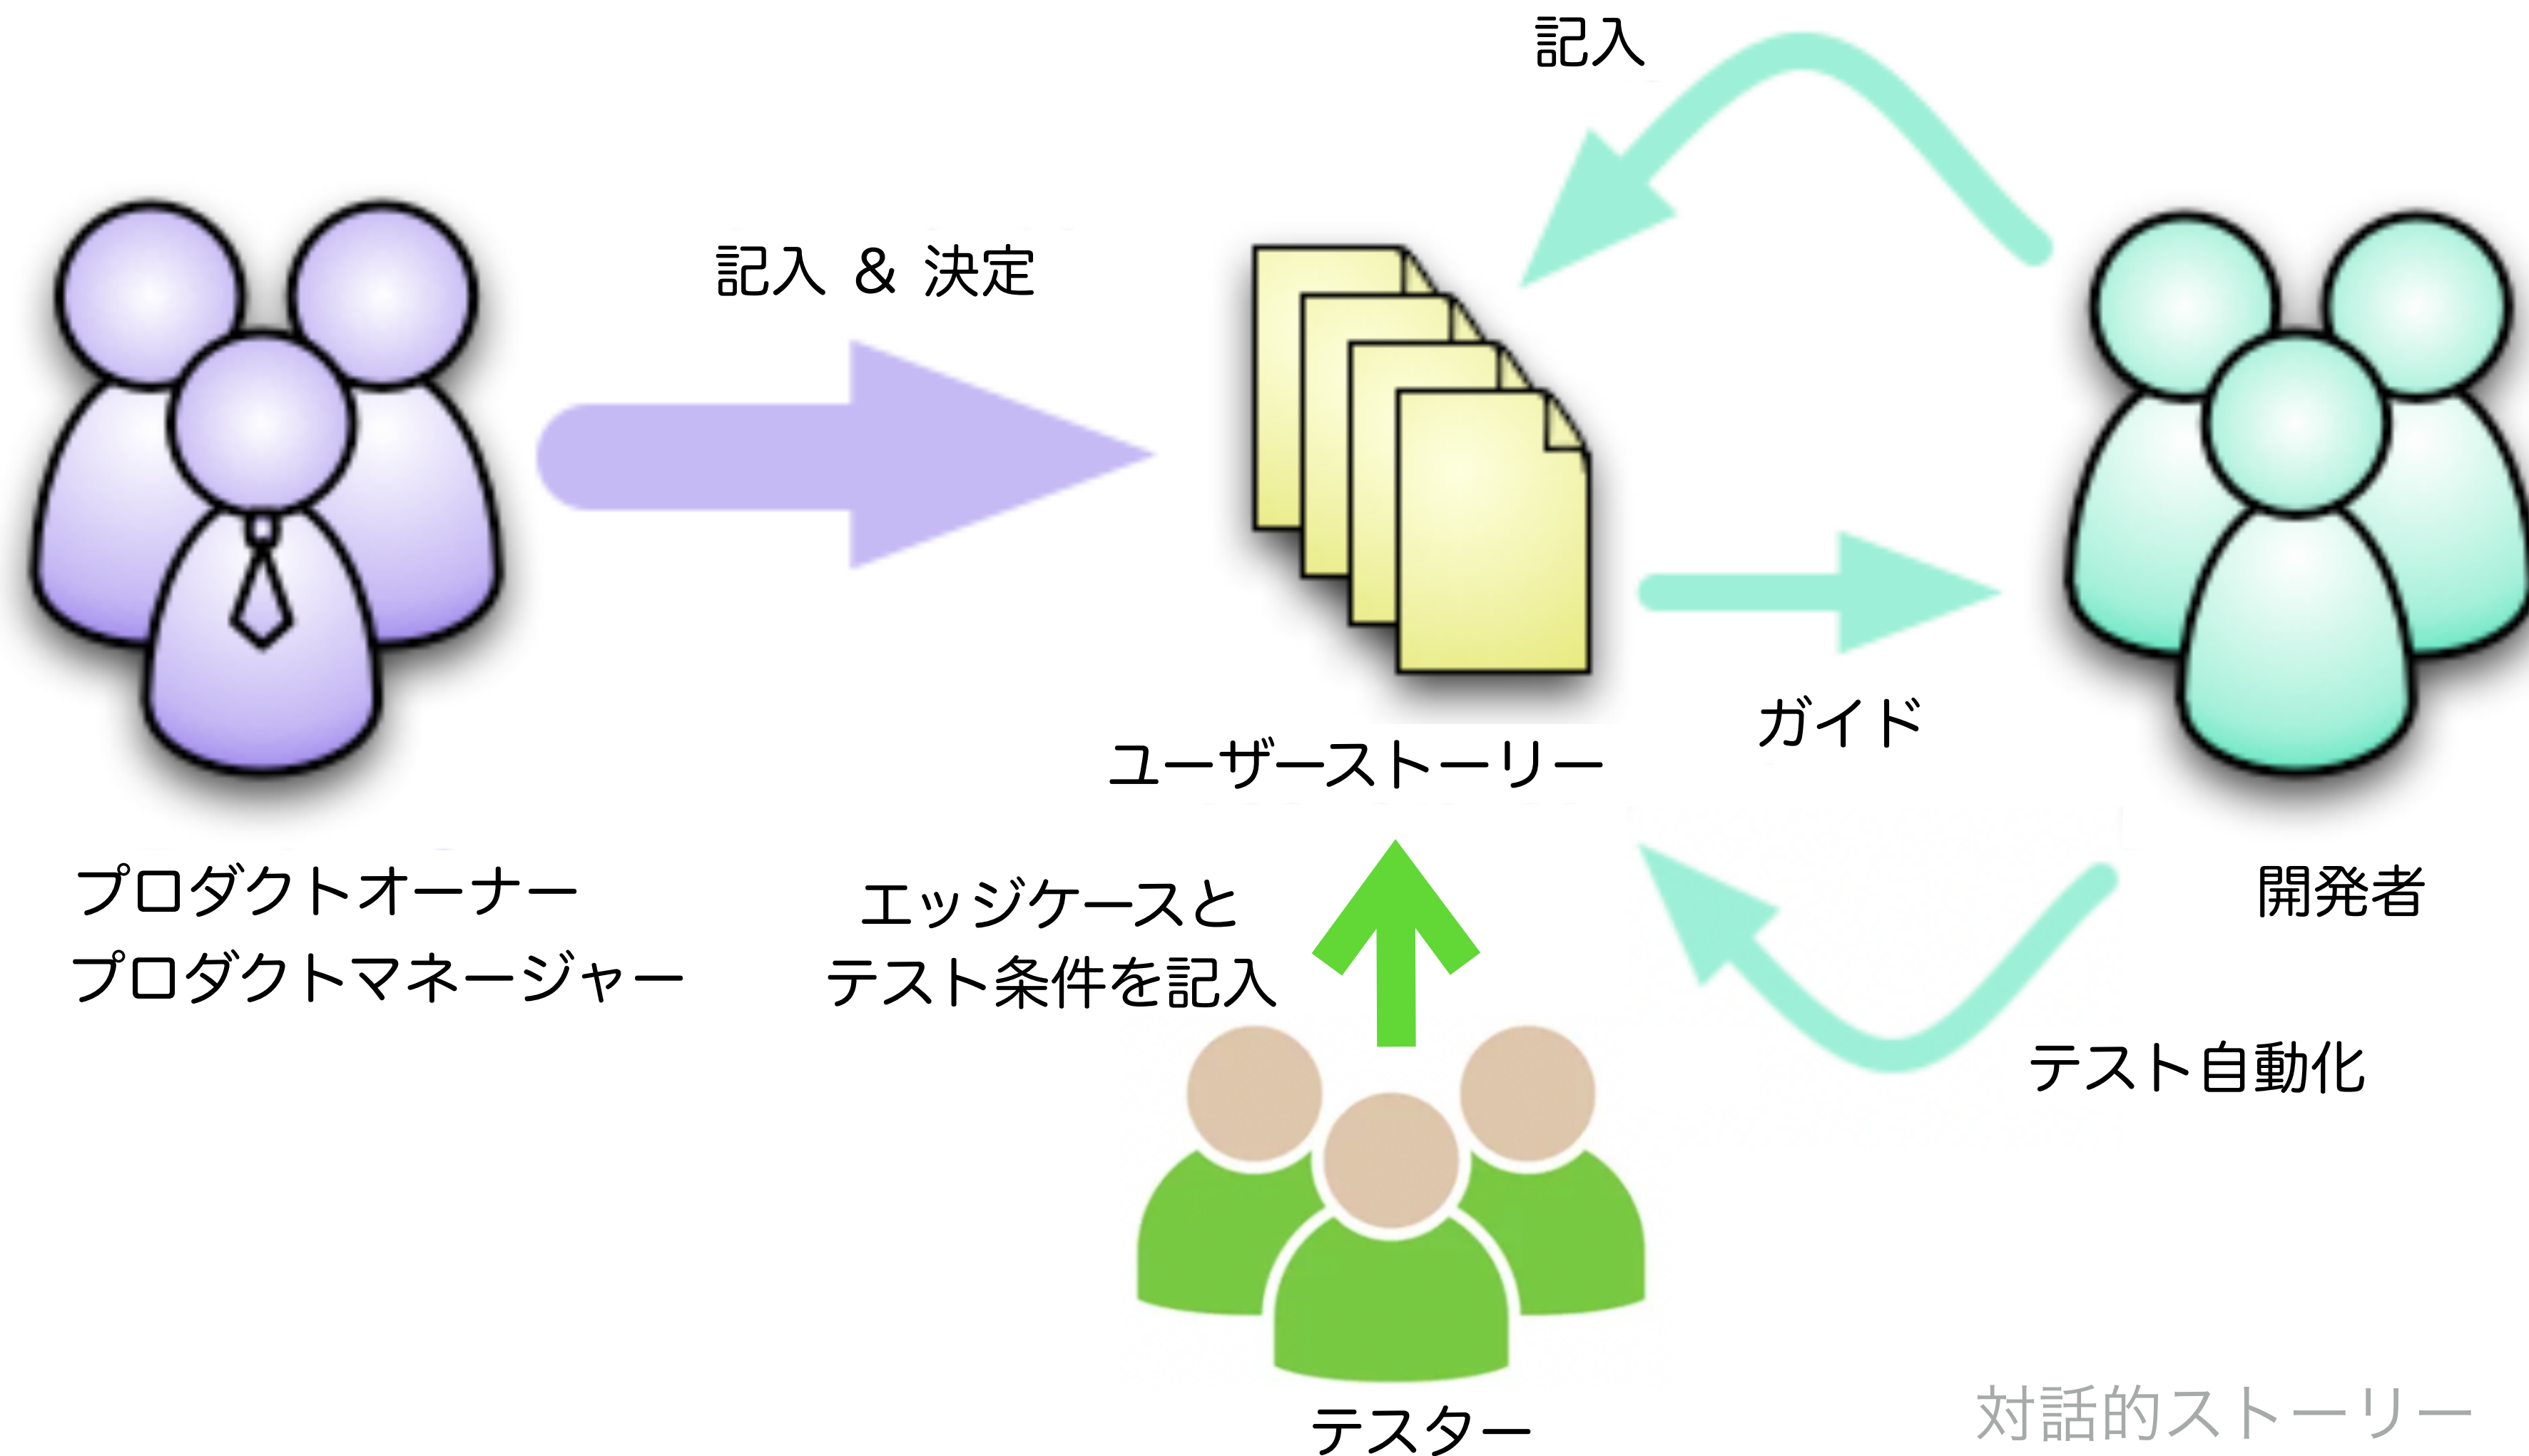 記入
記入 & 決定
ガイド
ユーザーストーリー
プロダクトオーナー
プロダクトマネージャー
エッジケースと
テスト条件を記入
開発者
テスト自動化
テスター
対話的ストーリー